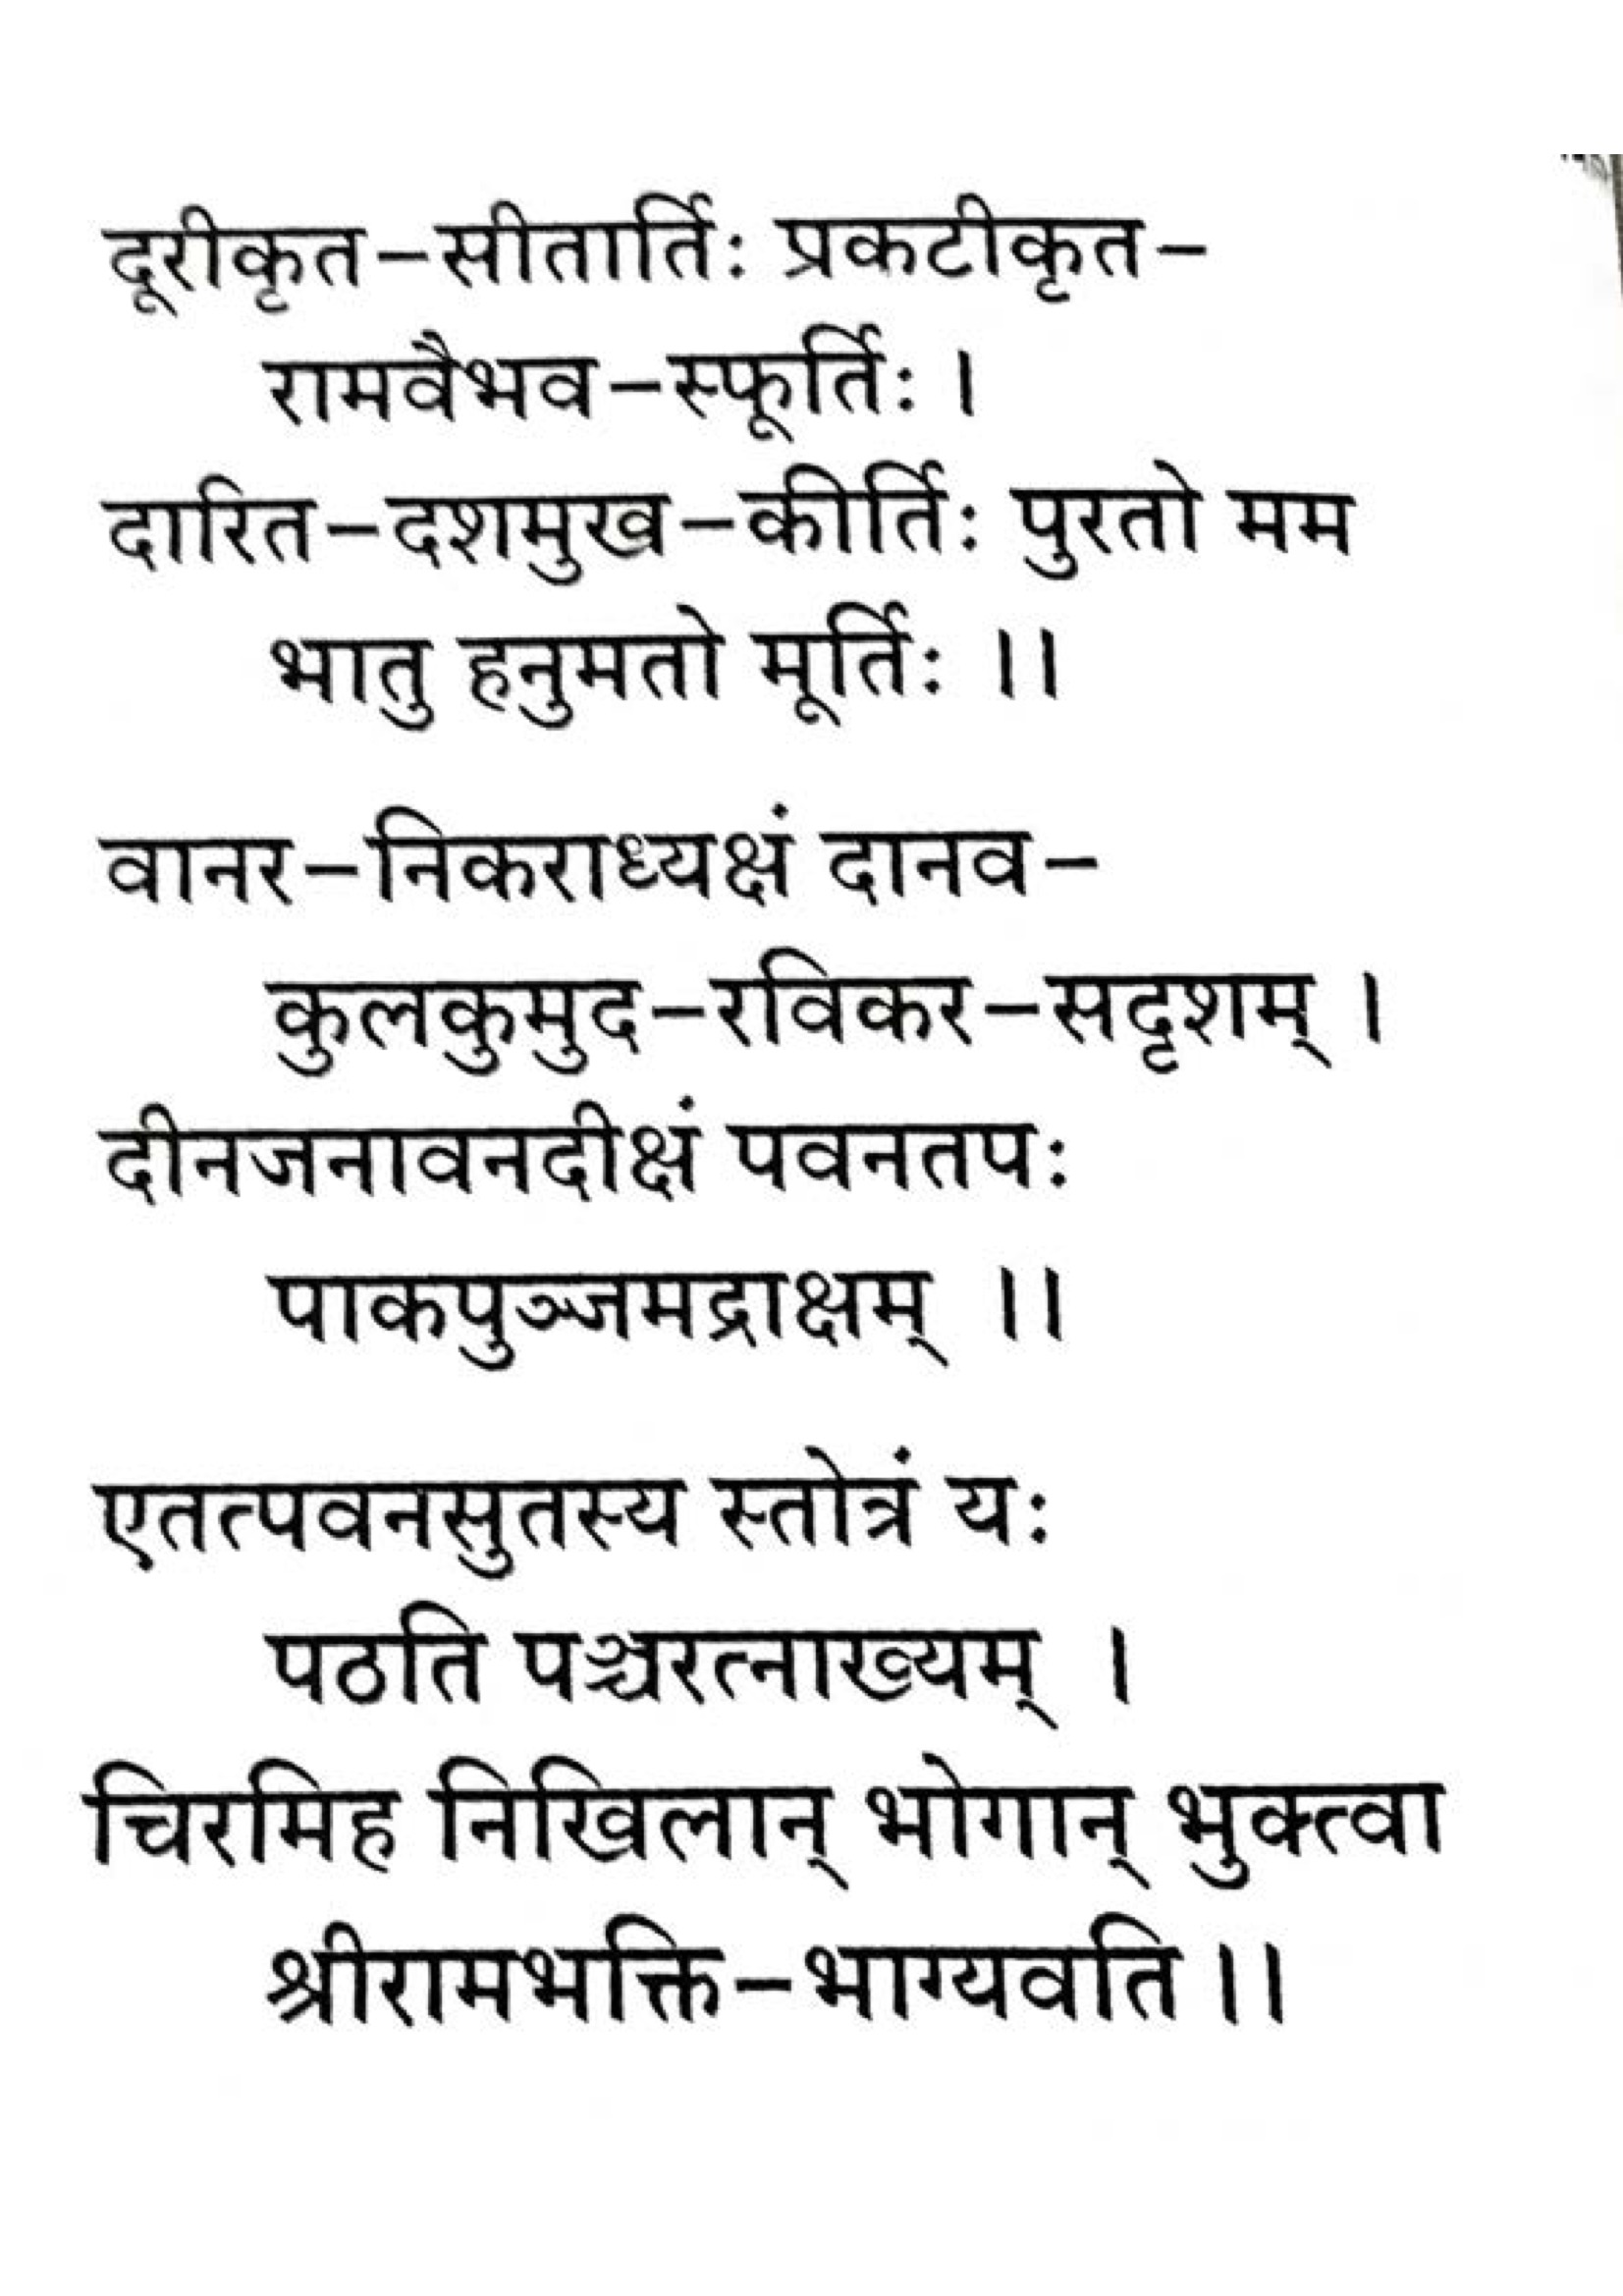 दूरीकृत-सीतार्तिः प्रकटीकृत-
रामवैभव-स्फूर्तिः ।
दारित-दशमुख-कीर्तिः पुरतो मम
भातु हनुमतो मूर्तिः ।।
वानर-निकराध्यक्षं दानव-
कुलकुमुद-रविकर-सदृशम् ।
दीनजनावनदीक्षं पवनतपः
पाकपुञ्जमद्राक्षम् ।।
एतत्पवनसुतस्य स्तोत्रं यः
पठति पञ्चरत्नाख्यम् ।
चिरमिह निखिलान् भोगान् भुक्त्वा
श्रीरामभक्ति-भाग्यवति ।।